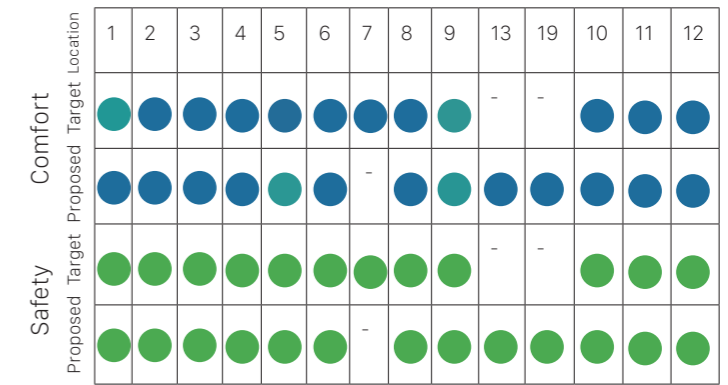 Location 1 2 3 4 5 6 7 8 9 13 19 10 11 12
Comfort
Target - -
Proposed -
Safety
Target - -
Proposed -